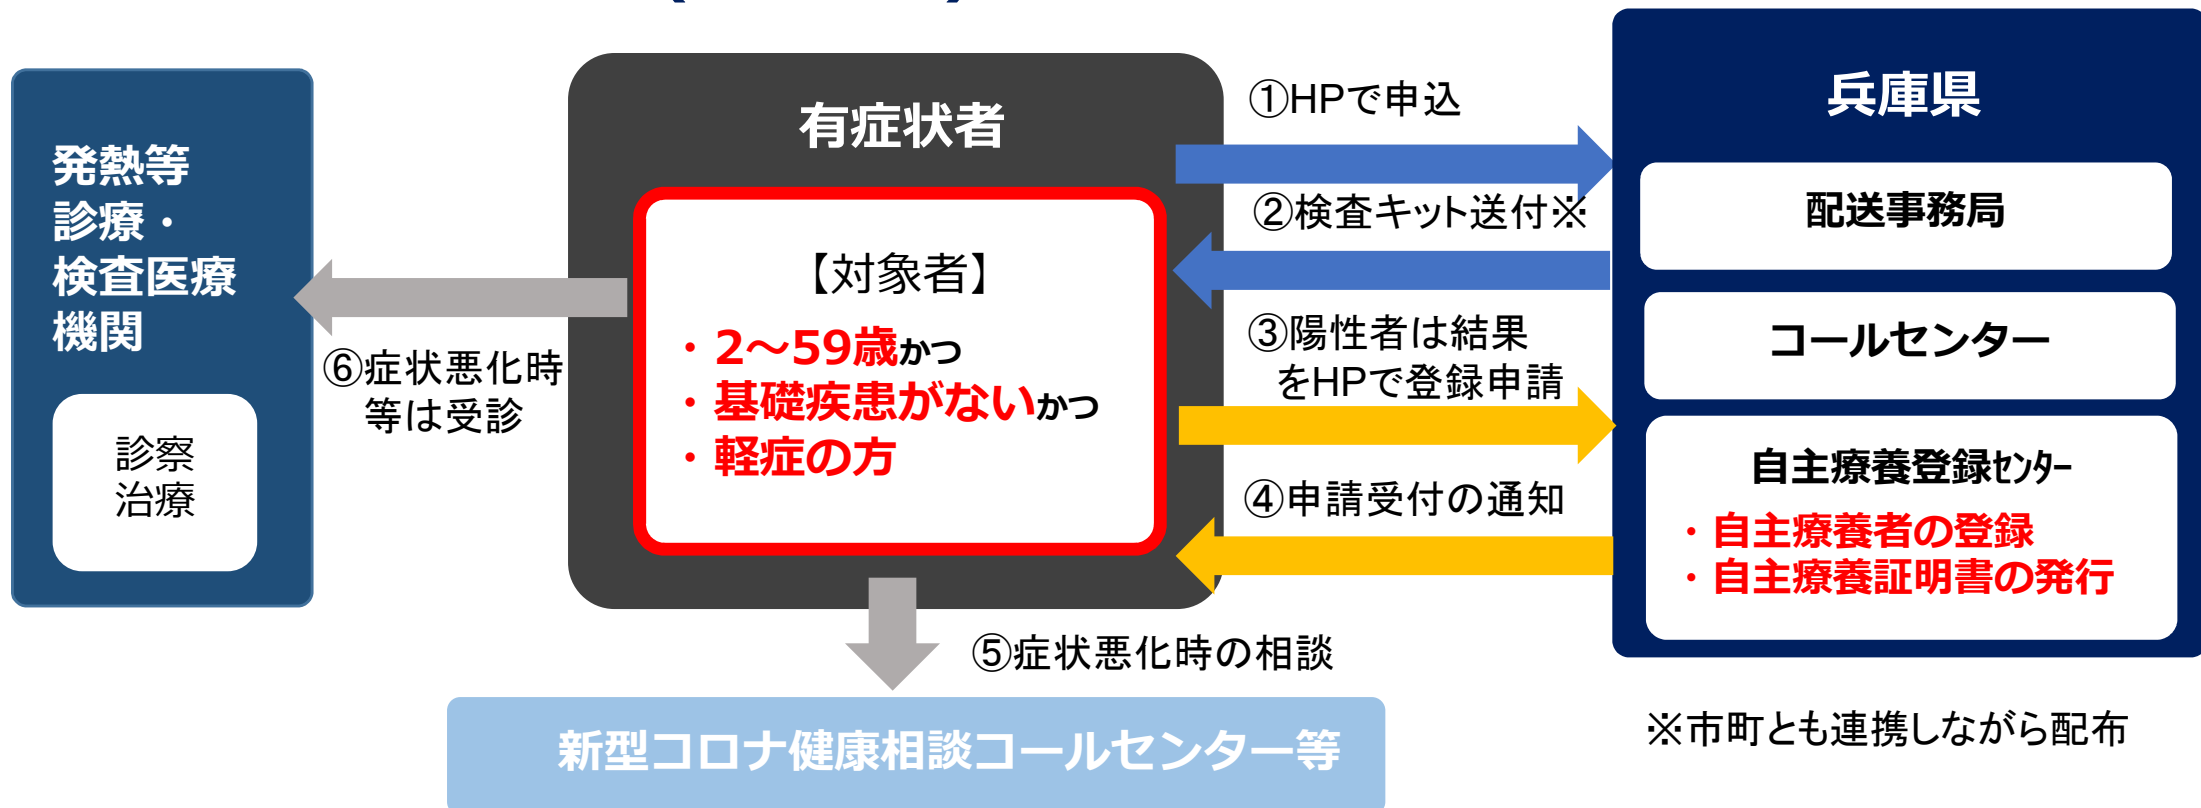 発熱等
診療・
検査医療
機関
診察
治療
有症状者
【対象者】
・2～59歳かつ
・基礎疾患がないかつ
・軽症の方
①HPで申込
②検査キット送付※
③陽性者は結果
をHPで登録申請
④申請受付の通知
⑤症状悪化時の相談
⑥症状悪化時
等は受診
兵庫県
配送事務局
コールセンター
自主療養登録センター
・自主療養者の登録
・自主療養証明書の発行
※市町とも連携しながら配布
新型コロナ健康相談コールセンター等